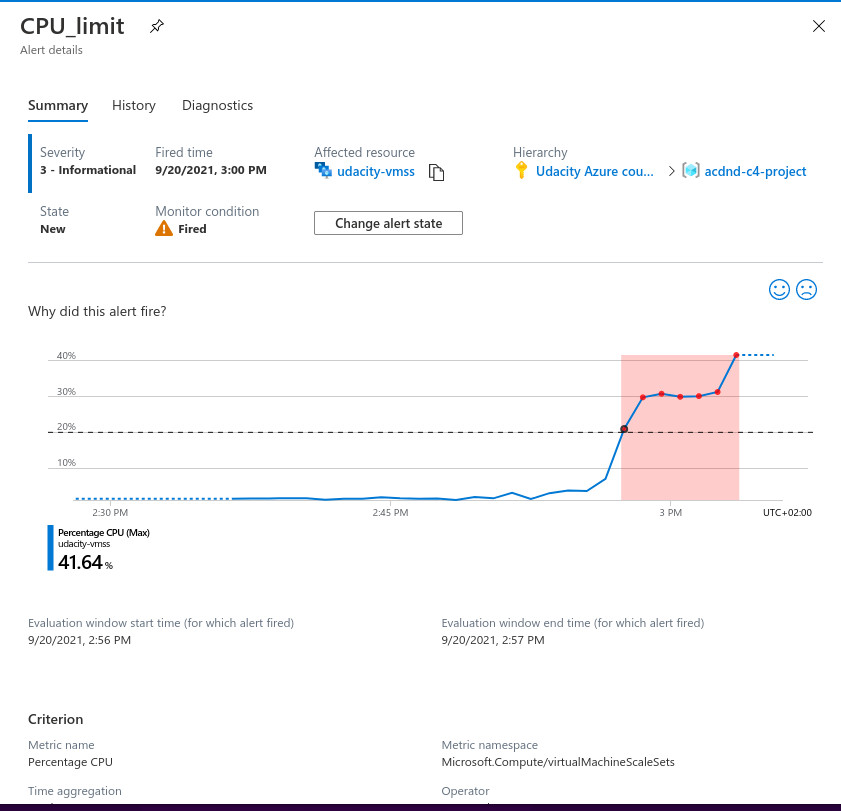 CPU_limit
Alert details
Summary History Diagnostics
Severity Fired time Affected resource Hierarchy
3 - Informational 9/20/2021, 3:00 PM udacity-vmss Udacity Azure cou... > acdnd-c4-project
State Monitor condition
New Fired Change alert state
Why did this alert fire?
40%
30%
20%
10%
2:30 PM 2:45 PM 3 PM UTC+02:00
Percentage CPU (Max)
udacity-vmss
41.64 %
Evaluation window start time (for which alert fired) Evaluation window end time (for which alert fired)
9/20/2021, 2:56 PM 9/20/2021, 2:57 PM
Criterion
Metric name Metric namespace
Percentage CPU Microsoft.Compute/virtualMachineScaleSets
Time aggregation Operator